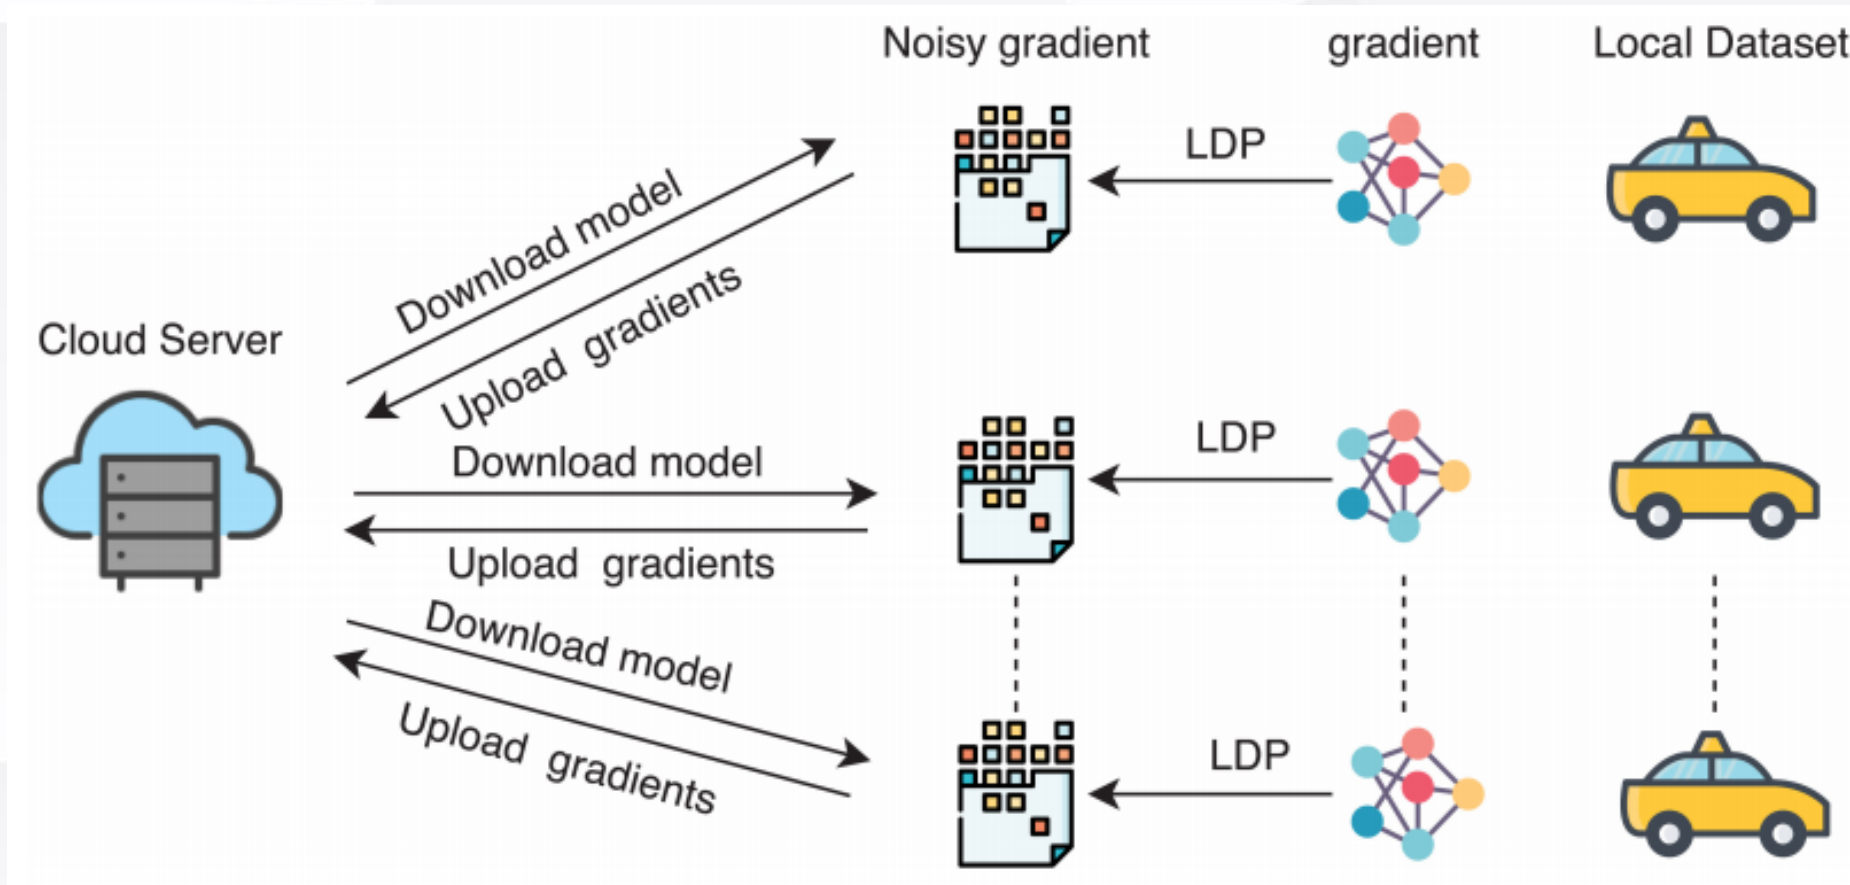 Noisy gradient
gradient
Local Dataset
LDP
Download model
Upload gradients
Cloud Server
LDP
Download model
Upload gradients
Download model
Upload gradients
LDP